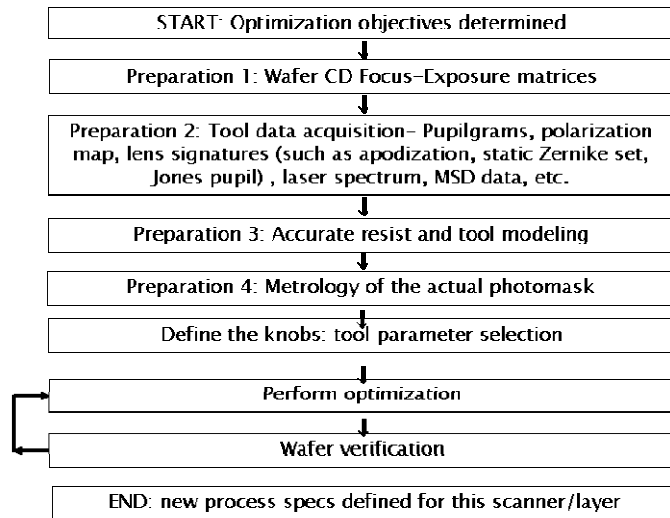 START: Optimization objectives determined
Preparation 1: Wafer CD Focus-Exposure matrices
Preparation 2: Tool data acquisition- Pupilgrams, polarization
map, lens signatures (such as apodization, static Zernike set,
Jones pupil) , laser spectrum, MSD data, etc.
Preparation 3: Accurate resist and tool modeling
Preparation 4: Metrology of the actual photomask
Define the knobs: tool parameter selection
Perform optimization
Wafer verification
END: new process specs defined for this scanner/layer